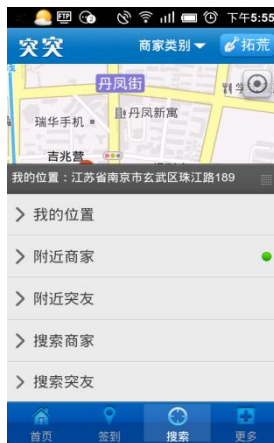 下午5:55
突突
商家类别
拓荒
丹凤街
瑞华手机
丹凤新寓
吉兆营
我的位置：江苏省南京市玄武区珠江路189
我的位置
附近商家
附近突友
搜索商家
搜索突友
首页
签到
搜索
更多